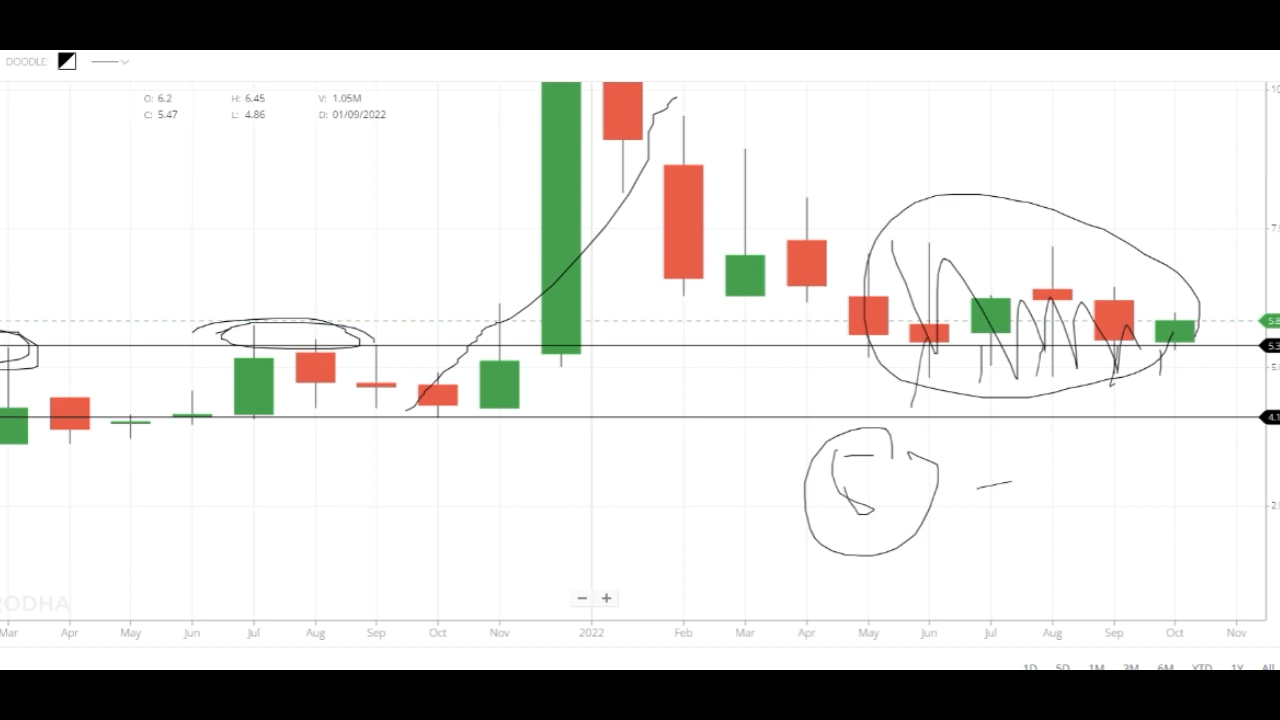 DOODLE:
O: 6.2 H: 6.45 V: 1.05M
C: 5.47 L: 4.86 D: 01/09/2022
5
RODHA
Mar Apr May Jun Jul Aug Sep Oct Nov 2022 Feb Mar Apr May Jun Jul Aug Sep Oct Nov
1D 5D 1M 3M 6M YTD 1Y All